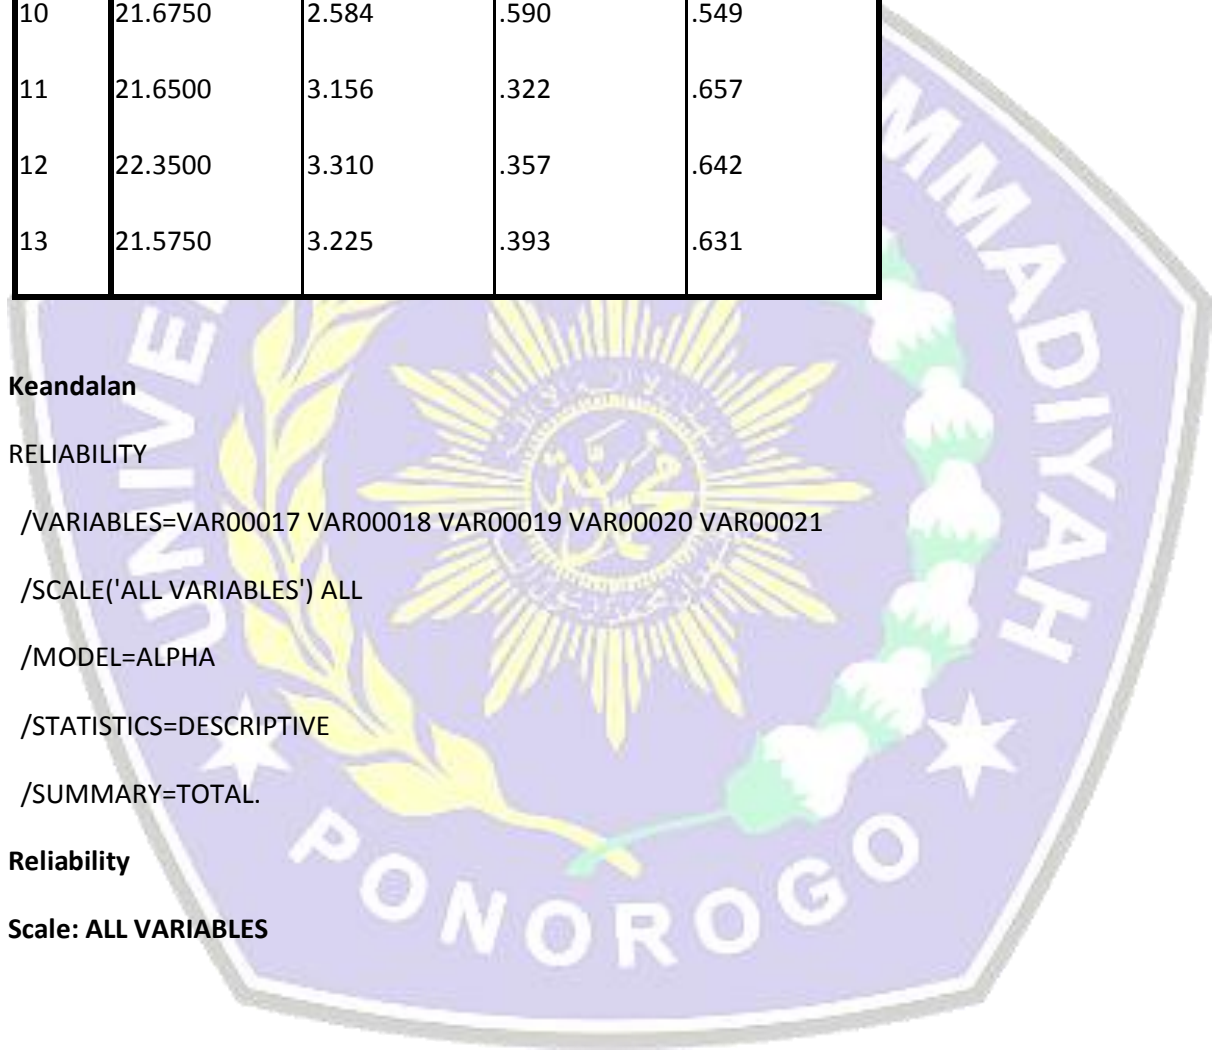 10 21.6750 2.584 .590 .549
11 21.6500 3.156 .322 .657
12 22.3500 3.310 .357 .642
13 21.5750 3.225 .393 .631
Keandalan
RELIABILITY
/VARIABLES=VAR00017 VAR00018 VAR00019 VAR00020 VAR00021
/SCALE('ALL VARIABLES') ALL
/MODEL=ALPHA
/STATISTICS=DESCRIPTIVE
/SUMMARY=TOTAL.
Reliability
Scale: ALL VARIABLES
UNIVE
MMADIYAH
PONOROGO